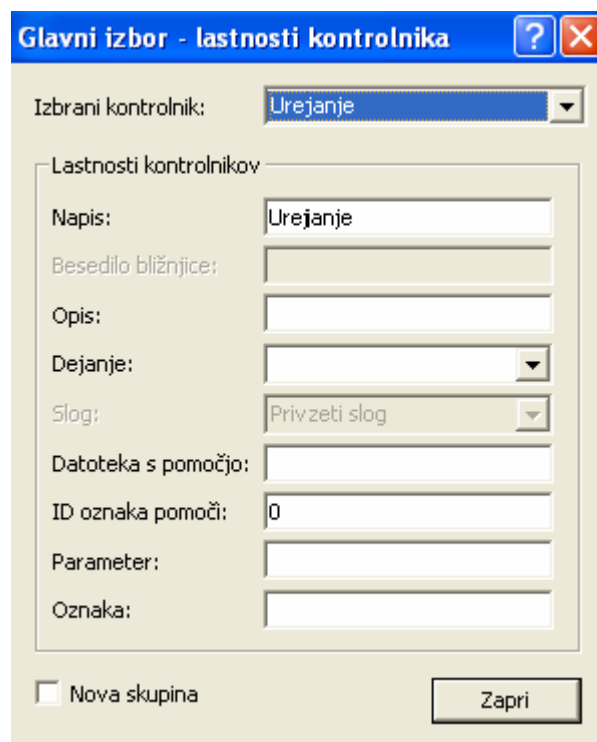 Glavni izbor - lastnosti kontrolnika
Izbrani kontrolnik: Urejanje
Lastnosti kontrolnikov
Napis: Urejanje
Besedilo bližnjice:
Opis:
Dejanje:
Slog: Privzeti slog
Datoteka s pomočjo:
ID oznaka pomoči: 0
Parameter:
Oznaka:
Nova skupina
Zapri